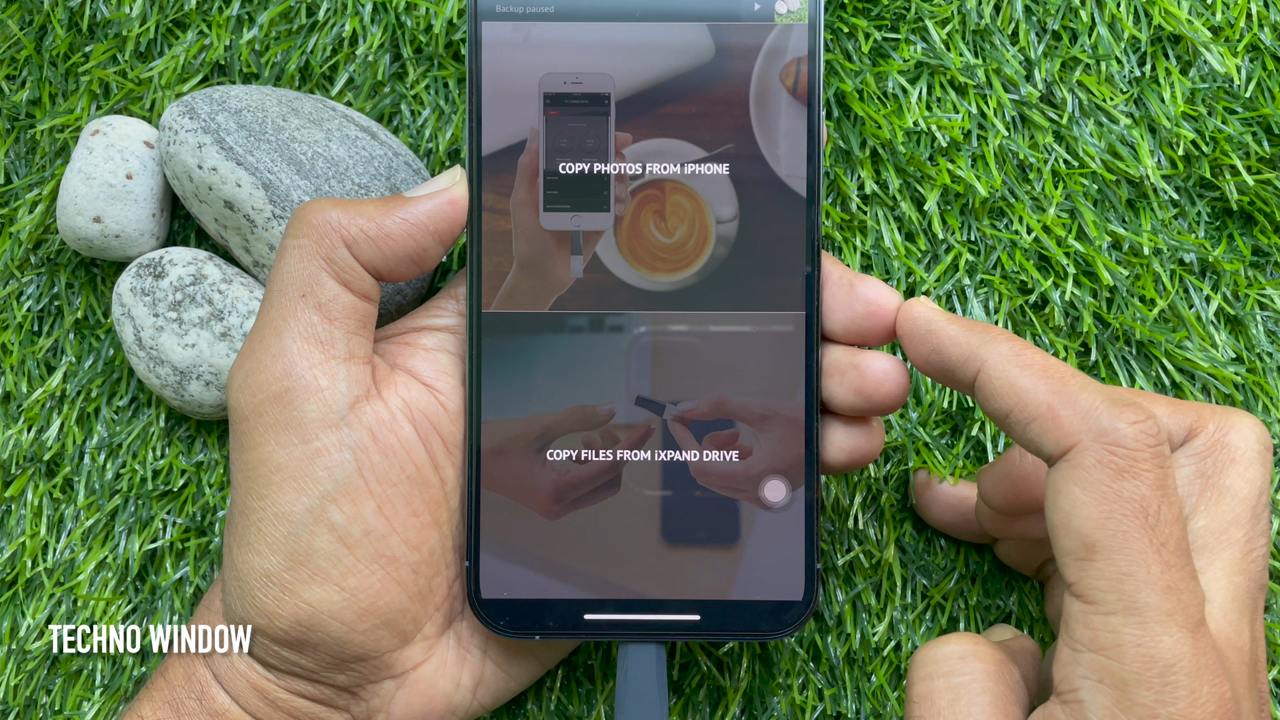 Backup paused
COPY PHOTOS FROM iPHONE
COPY FILES FROM iXPAND DRIVE
TECHNO WINDOW